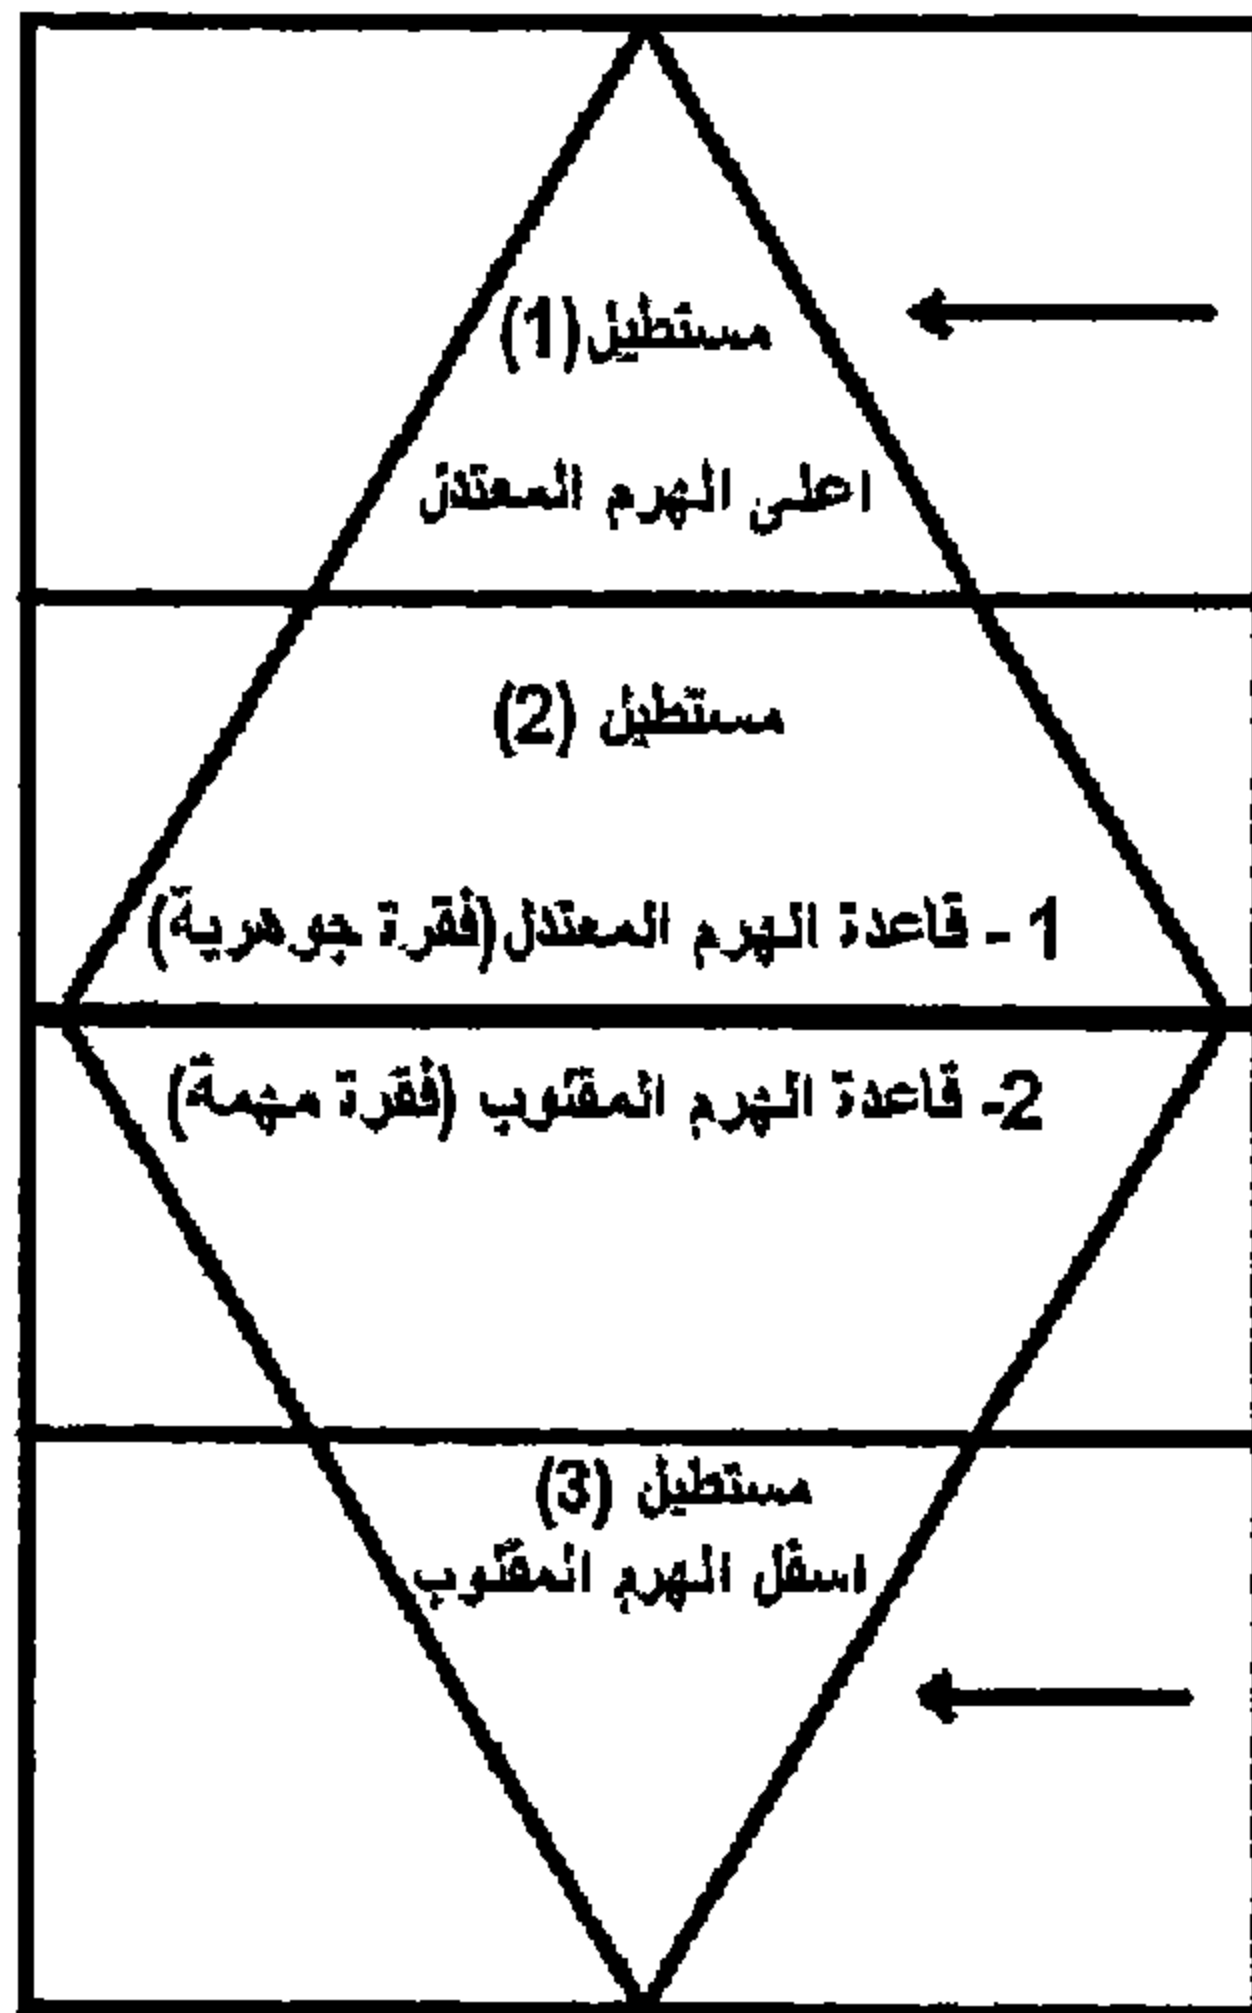 مستطيل (1)
اعلى الهرم المعتدل
مستطيل (2)
1 - قاعدة الهرم المعتدل (فقرة جوهرية)
2- قاعدة الهرم المقلوب (فقرة مهمة)
مستطيل (3)
اسفل الهرم المقلوب